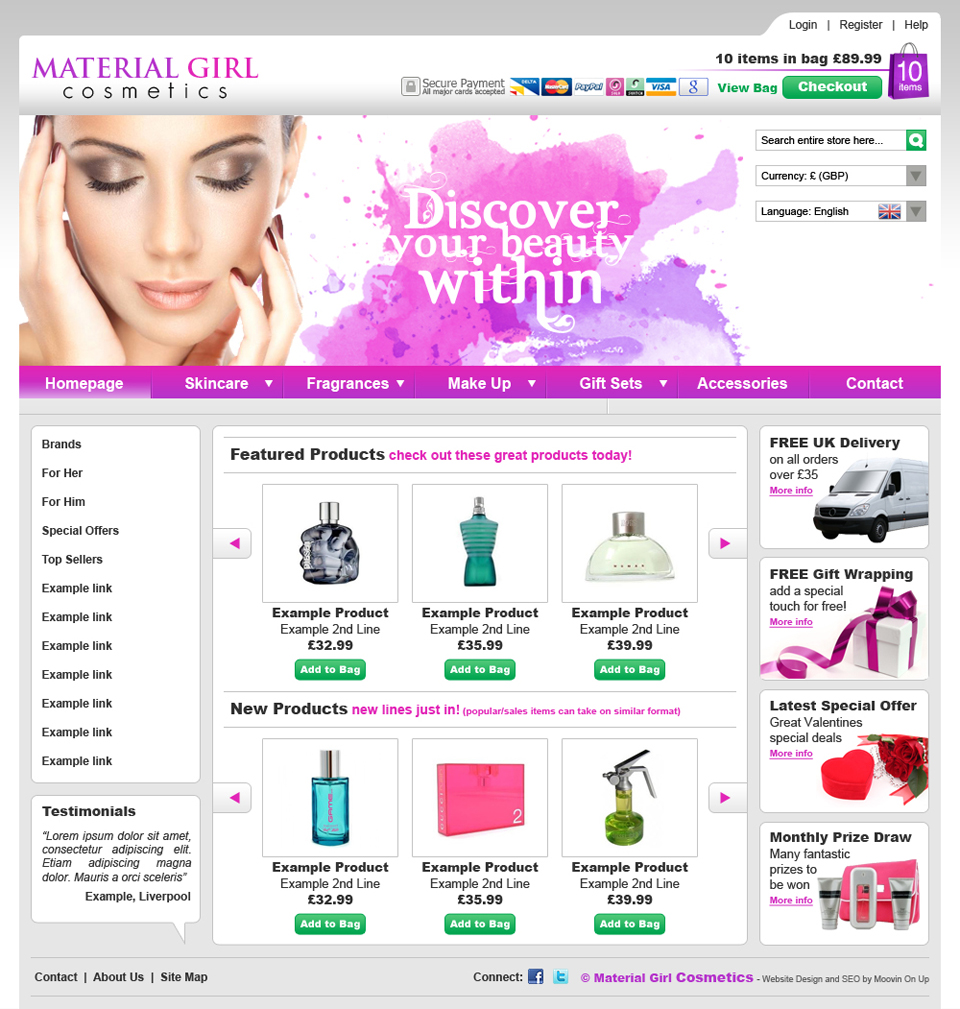 Login | Register | Help
MATERIAL GIRL
cosmetics
10 items in bag £89.99
10
items
Secure Payment
All major cards accepted
DELTA
MasterCard
PayPal
VISA
View Bag
Checkout
Search entire store here...
Currency: £ (GBP)
Language: English
Discover
your beauty
within
Homepage
Skincare
Fragrances
Make Up
Gift Sets
Accessories
Contact
Brands
For Her
For Him
Special Offers
Top Sellers
Example link
Example link
Example link
Example link
Example link
Example link
Example link
Testimonials
“Lorem ipsum dolor sit amet,
consectetur adipiscing elit.
Etiam adipiscing magna
dolor. Mauris a orci sceleris”
Example, Liverpool
Featured Products check out these great products today!
Example Product
Example 2nd Line
£32.99
Add to Bag
Example Product
Example 2nd Line
£35.99
Add to Bag
Example Product
Example 2nd Line
£39.99
Add to Bag
New Products new lines just in! (popular/sales items can take on similar format)
2
Example Product
Example 2nd Line
£32.99
Add to Bag
Example Product
Example 2nd Line
£35.99
Add to Bag
Example Product
Example 2nd Line
£39.99
Add to Bag
FREE UK Delivery
on all orders
over £35
More info
FREE Gift Wrapping
add a special
touch for free!
More info
Latest Special Offer
Great Valentines
special deals
More info
Monthly Prize Draw
Many fantastic
prizes to
be won
More info
Contact | About Us | Site Map
Connect:
© Material Girl Cosmetics - Website Design and SEO by Moovin On Up